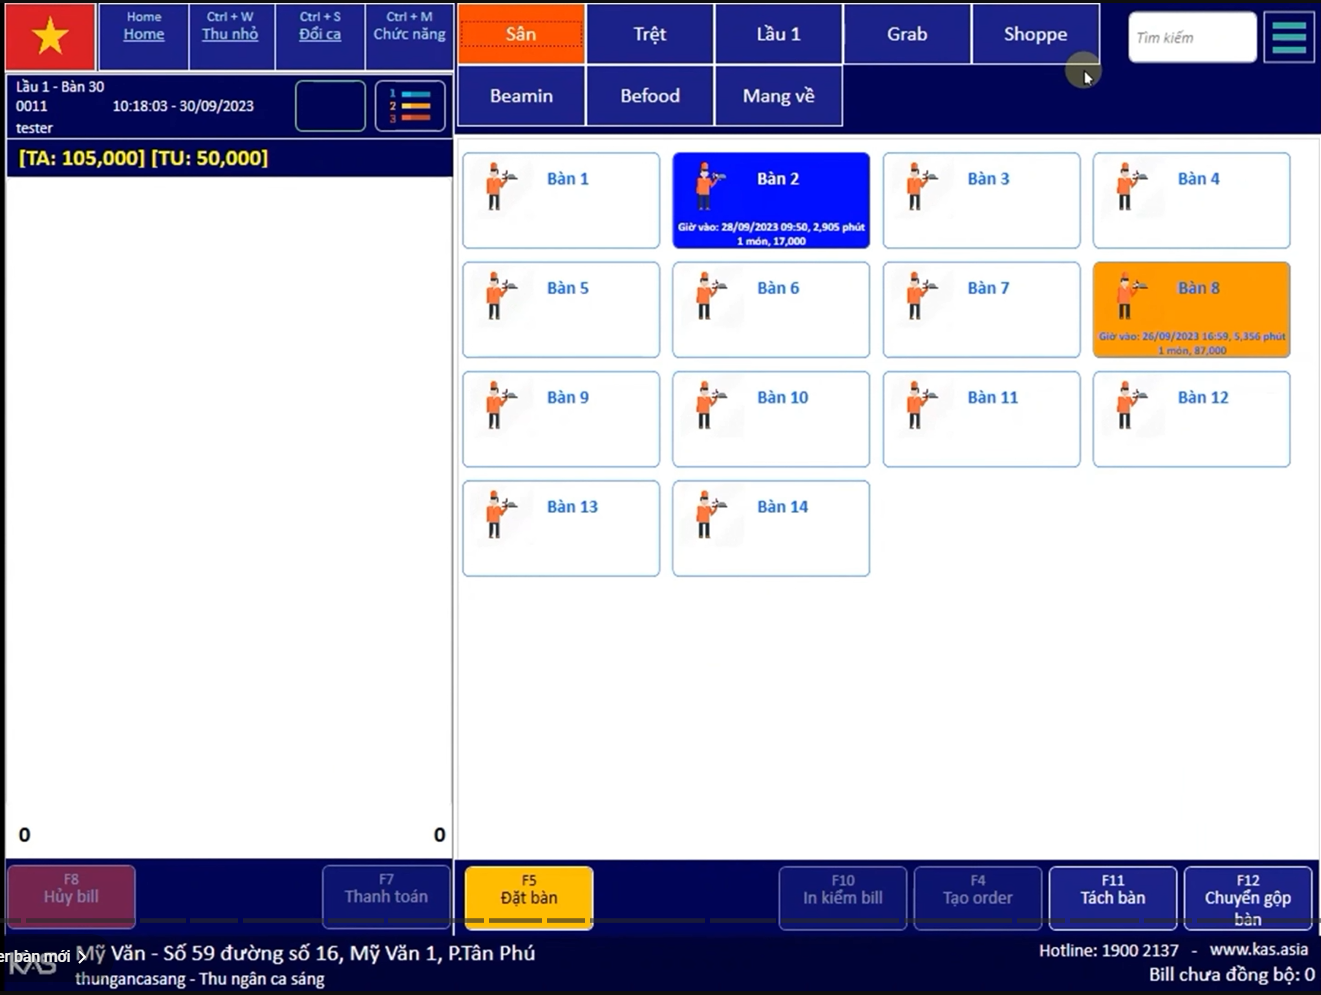 Home
Home
Ctrl + W
Thu nhỏ
Ctrl + S
Đổi ca
Ctrl + M
Chức năng
Sân
Trệt
Lầu 1
Grab
Shoppe
Tìm kiếm
Beamin
Befood
Mang về
Lầu 1 - Bàn 30
0011
10:18:03 - 30/09/2023
tester
1
2
3
[TA: 105,000] [TU: 50,000]
Bàn 1
Bàn 2
Giờ vào: 28/09/2023 09:50, 2,905 phút
1 món, 17,000
Bàn 3
Bàn 4
Bàn 5
Bàn 6
Bàn 7
Bàn 8
Giờ vào: 26/09/2023 16:59, 5,356 phút
1 món, 87,000
Bàn 9
Bàn 10
Bàn 11
Bàn 12
Bàn 13
Bàn 14
0
0
F8
Hủy bill
F7
Thanh toán
F5
Đặt bàn
F10
In kiểm bill
F4
Tạo order
F11
Tách bàn
F12
Chuyển gộp
bàn
er bàn mới
KAS
Mỹ Văn - Số 59 đường số 16, Mỹ Văn 1, P.Tân Phú
thungancasang - Thu ngân ca sáng
Hotline: 1900 2137 - www.kas.asia
Bill chưa đồng bộ: 0